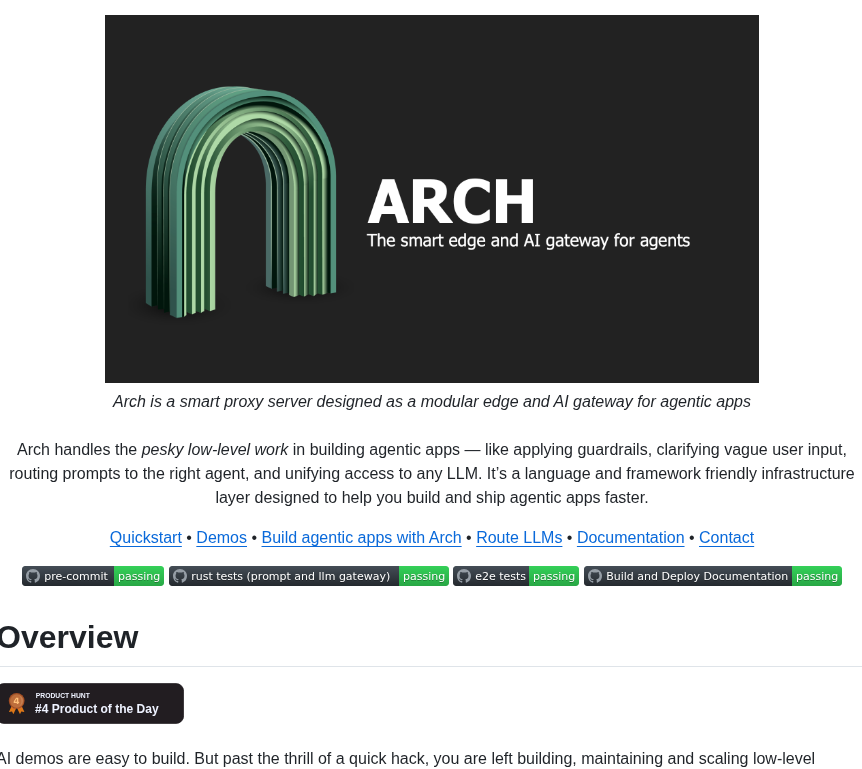 ARCH
The smart edge and AI gateway for agents
Arch is a smart proxy server designed as a modular edge and AI gateway for agentic apps
Arch handles the pesky low-level work in building agentic apps — like applying guardrails, clarifying vague user input,
routing prompts to the right agent, and unifying access to any LLM. It’s a language and framework friendly infrastructure
layer designed to help you build and ship agentic apps faster.
Quickstart • Demos • Build agentic apps with Arch • Route LLMs • Documentation • Contact
pre-commit passing rust tests (prompt and llm gateway) passing e2e tests passing Build and Deploy Documentation passing
Overview
4
PRODUCT HUNT
#4 Product of the Day
AI demos are easy to build. But past the thrill of a quick hack, you are left building, maintaining and scaling low-level